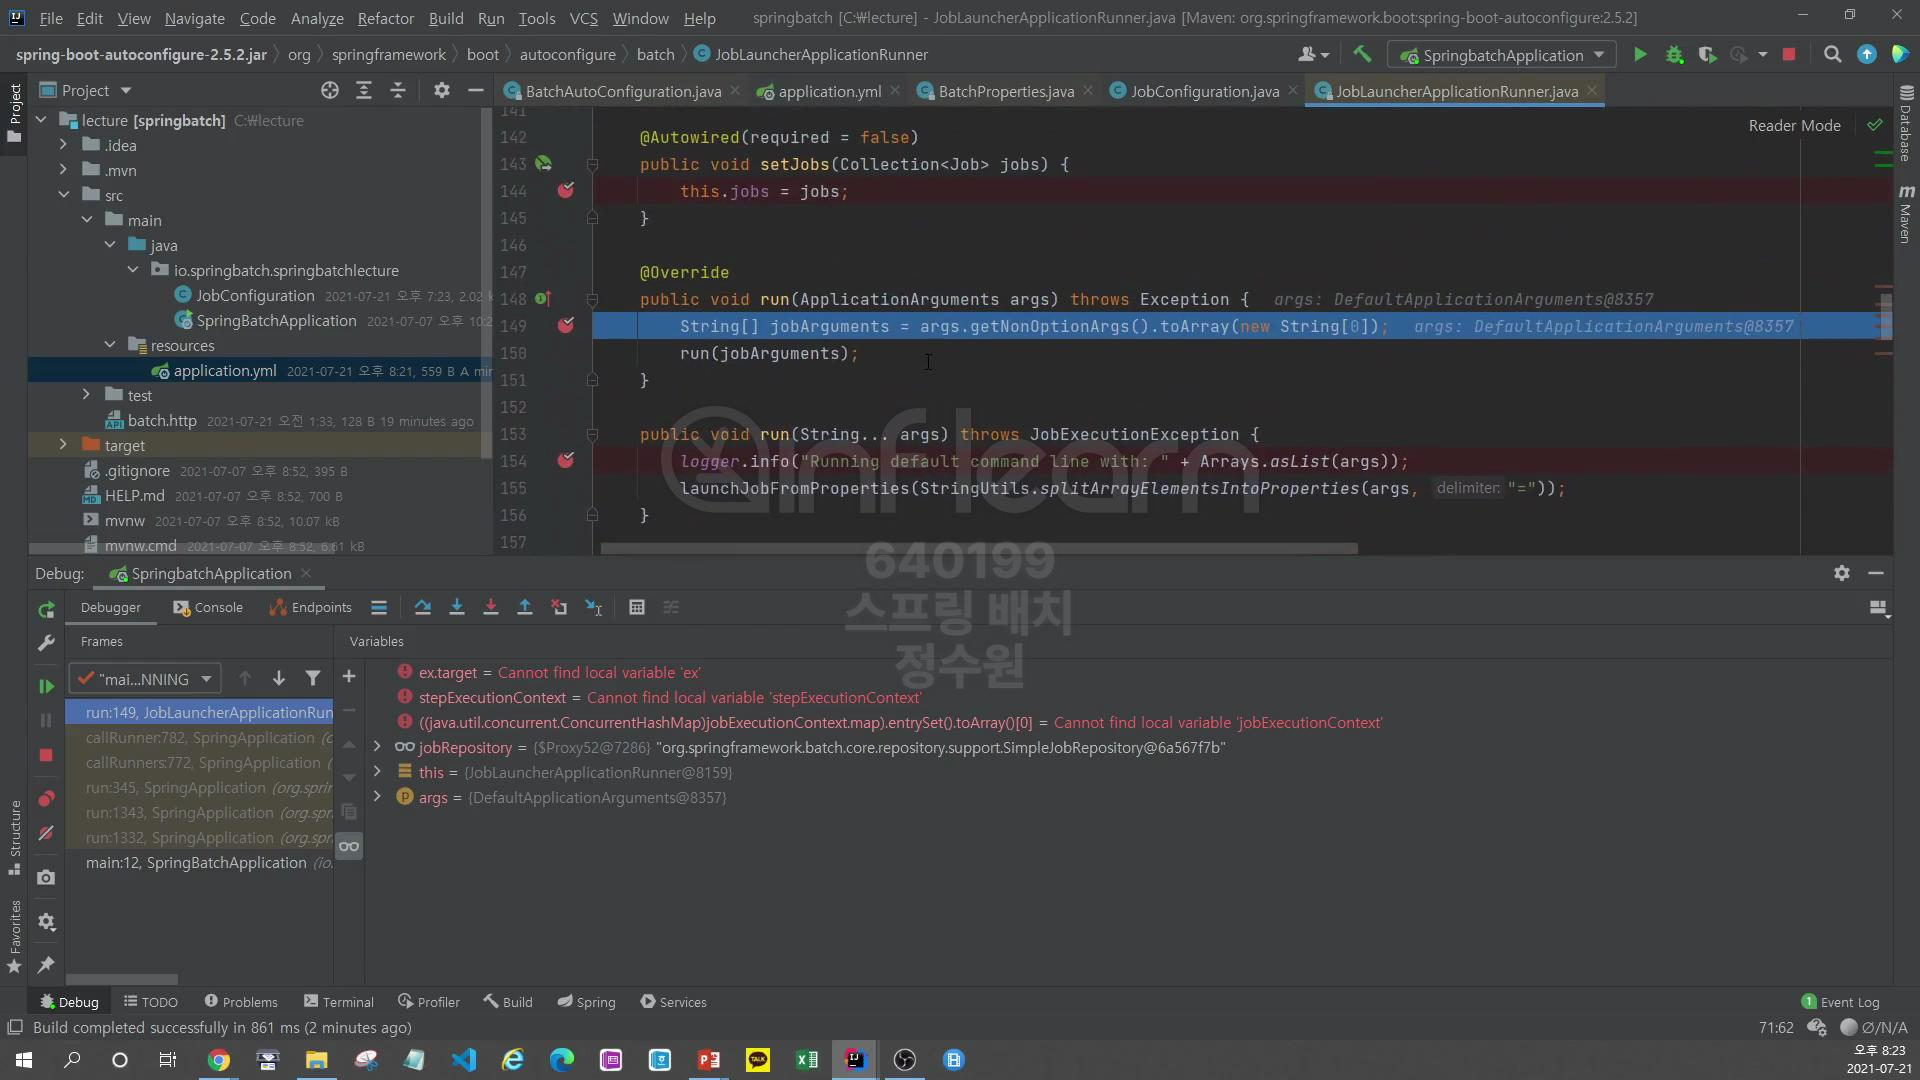 File Edit View Navigate Code Analyze Refactor Build Run Tools VCS Window Help springbatch [C:₩lecture] - JobLauncherApplicationRunner.java [Maven: org.springframework.boot:spring-boot-autoconfigure:2.5.2]
spring-boot-autoconfigure-2.5.2.jar org springframework boot autoconfigure batch JobLauncherApplicationRunner SpringbatchApplication
Project
BatchAutoConfiguration.java application.yml BatchProperties.java JobConfiguration.java JobLauncherApplicationRunner.java
Project
Structure
Favorites
Database
Maven
Reader Mode
lecture [springbatch] C:₩lecture
.idea
.mvn
src
main
java
io.springbatch.springbatchlecture
JobConfiguration 2021-07-21 오후 7:23, 2.02 k
SpringBatchApplication 2021-07-21 오후 10:2
resources
application.yml 2021-07-21 오후 8:21, 559 B A mi
test
batch.http 2021-07-21 오전 1:33, 128 B 19 minutes ago
target
.gitignore 2021-07-07 오후 8:52, 395 B
HELP.md 2021-07-07 오후 8:52, 700 B
mvnw 2021-07-07 오후 8:52, 10.07 kB
mvnw.cmd 2021-07-07 오후 8:52, 6.61 kB
141
142 @Autowired(required = false)
143 public void setJobs(Collection<Job> jobs) {
144 this.jobs = jobs;
145 }
146
147 @Override
148 public void run(ApplicationArguments args) throws Exception { args: DefaultApplicationArguments@8357
149 String[] jobArguments = args.getNonOptionArgs().toArray(new String[0]); args: DefaultApplicationArguments@8357
150 run(jobArguments);
151 }
152
153 public void run(String... args) throws JobExecutionException {
154 logger.info("Running default command line with: " + Arrays.asList(args));
155 launchJobFromProperties(StringUtils.splitArrayElementsIntoProperties(args, delimiter: "="));
156 }
157
inflearn
640199
스프링 배치
정수원
Debug: SpringbatchApplication
Debugger Console Endpoints
Frames
Variables
"mai...NNING
run:149, JobLauncherApplicationRun
callRunner:782, SpringApplication (o
callRunners:772, SpringApplication (
run:345, SpringApplication (org.sprin
run:1343, SpringApplication (org.spr
run:1332, SpringApplication (org.spr
main:12, SpringBatchApplication (io.
ex.target = Cannot find local variable 'ex'
stepExecutionContext = Cannot find local variable 'stepExecutionContext'
((java.util.concurrent.ConcurrentHashMap)jobExecutionContext.map).entrySet().toArray()[0] = Cannot find local variable 'jobExecutionContext'
jobRepository = {$Proxy52@7286} "org.springframework.batch.core.repository.support.SimpleJobRepository@6a567f7b"
this = {JobLauncherApplicationRunner@8159}
args = {DefaultApplicationArguments@8357}
Debug TODO Problems Terminal Profiler Build Spring Services 1 Event Log
Build completed successfully in 861 ms (2 minutes ago) 71:62 ∅/N/A
오후 8:23
2021-07-21